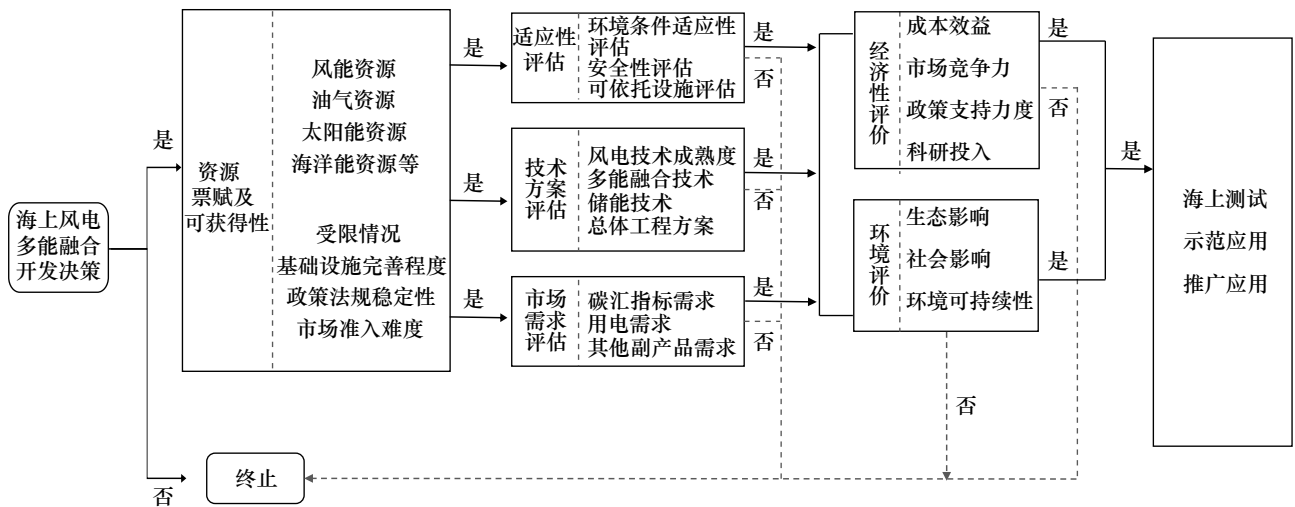 海上风电
多能融合
开发决策
是
否
资源
票赋及
可获得性
风能资源
油气资源
太阳能资源
海洋能资源等
受限情况
基础设施完善程度
政策法规稳定性
市场准入难度
终止
是
适应性
评估
环境条件适应性
评估
安全性评估
可依托设施评估
是
否
是
技术
方案
评估
风电技术成熟度
多能融合技术
储能技术
总体工程方案
是
否
是
市场
需求
评估
碳汇指标需求
用电需求
其他副产品需求
是
否
经济性评价
成本效益
市场竞争力
政策支持力度
科研投入
是
否
环境评价
生态影响
社会影响
环境可持续性
是
否
是
海上测试
示范应用
推广应用